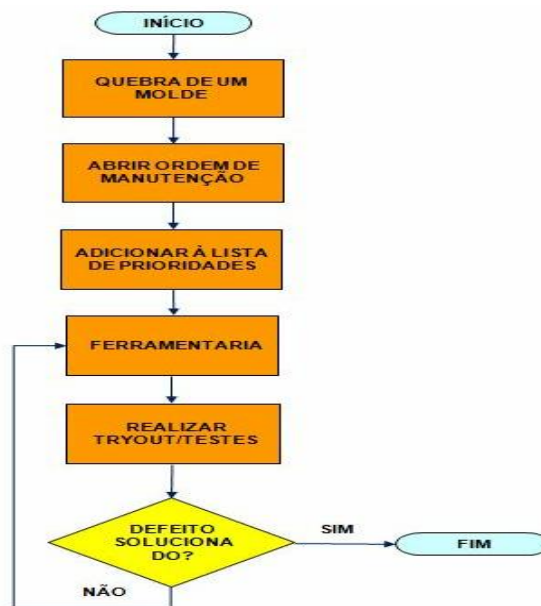 INÍCIO
QUEBRA DE UM
MOLDE
ABRIR ORDEM DE
MANUTENÇÃO
ADICIONAR À LISTA
DE PRIORIDADES
FERRAMENTARIA
REALIZAR
TRYOUT/TESTES
DEFEITO
SOLUCIONA
DO?
SIM
FIM
NÃO